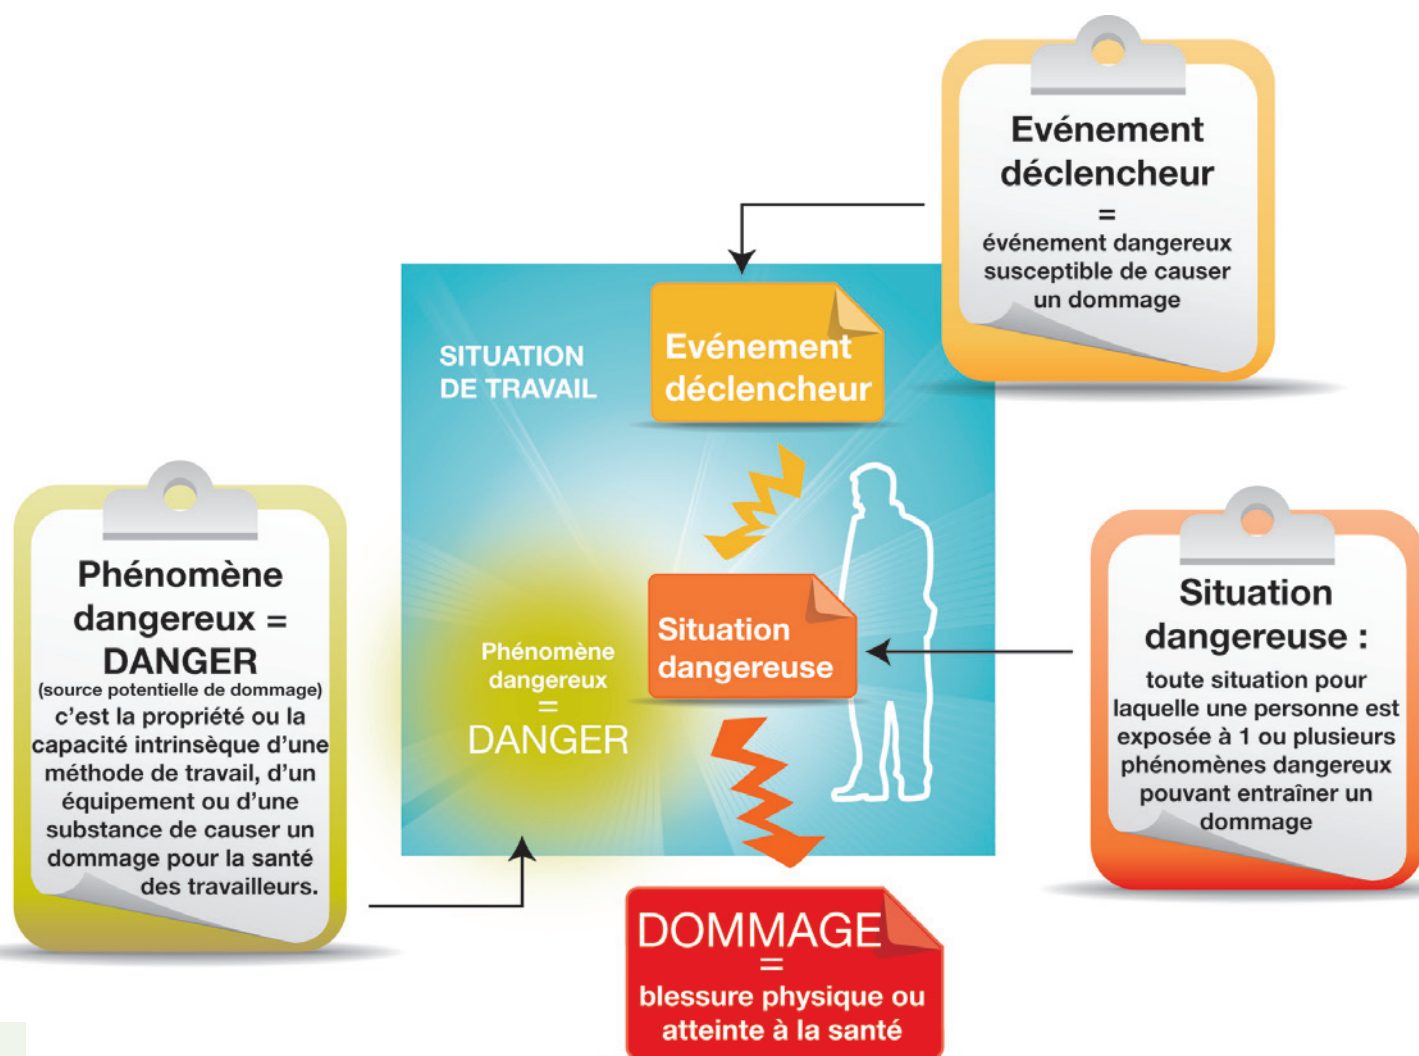 Evénement
déclencheur
=
événement dangereux
susceptible de causer
un dommage
SITUATION
DE TRAVAIL
Evénement
déclencheur
Phénomène
dangereux =
DANGER
(source potentielle de dommage)
c'est la propriété ou la
capacité intrinsèque d'une
méthode de travail, d'un
équipement ou d'une
substance de causer un
dommage pour la santé
des travailleurs.
Phénomène
dangereux
=
DANGER
Situation
dangereuse
Situation
dangereuse :
toute situation pour
laquelle une personne est
exposée à 1 ou plusieurs
phénomènes dangereux
pouvant entraîner un
dommage
DOMMAGE
=
blessure physique ou
atteinte à la santé